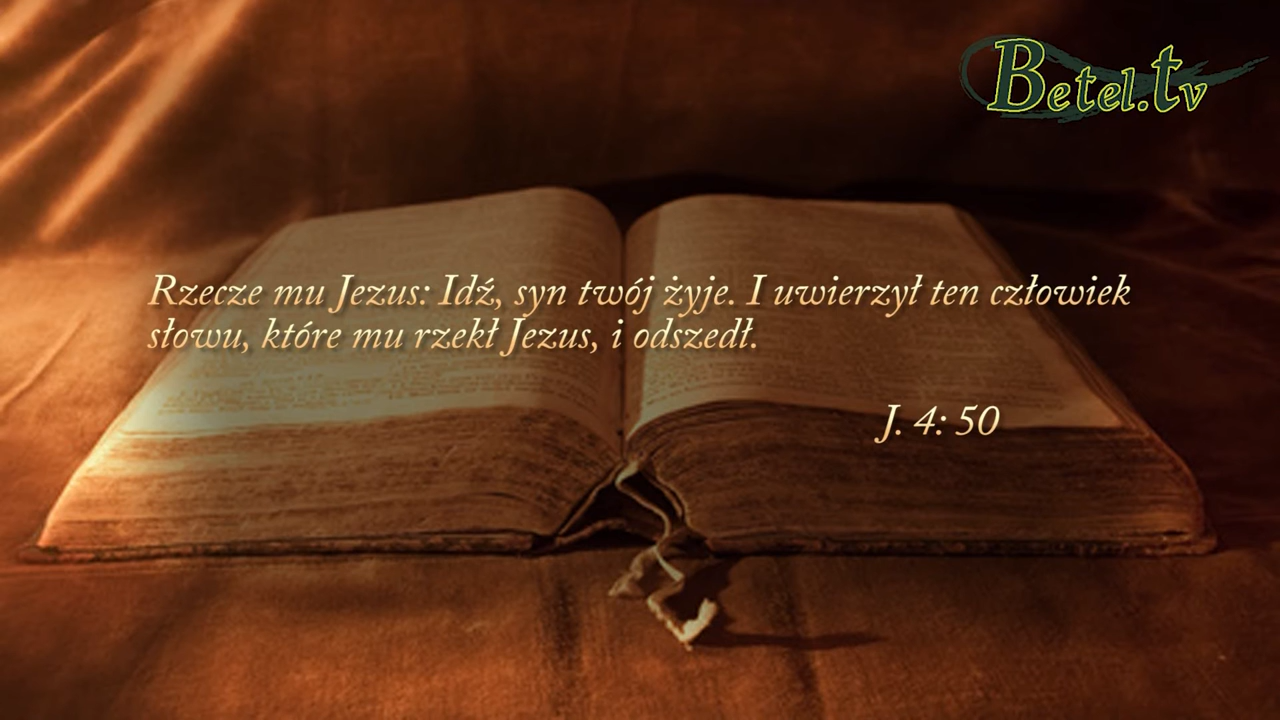 Betel.tv
Rzecze mu Jezus: Idź, syn twój żyje. I uwierzył ten człowiek
słowu, które mu rzekł Jezus, i odszedł.
J. 4: 50